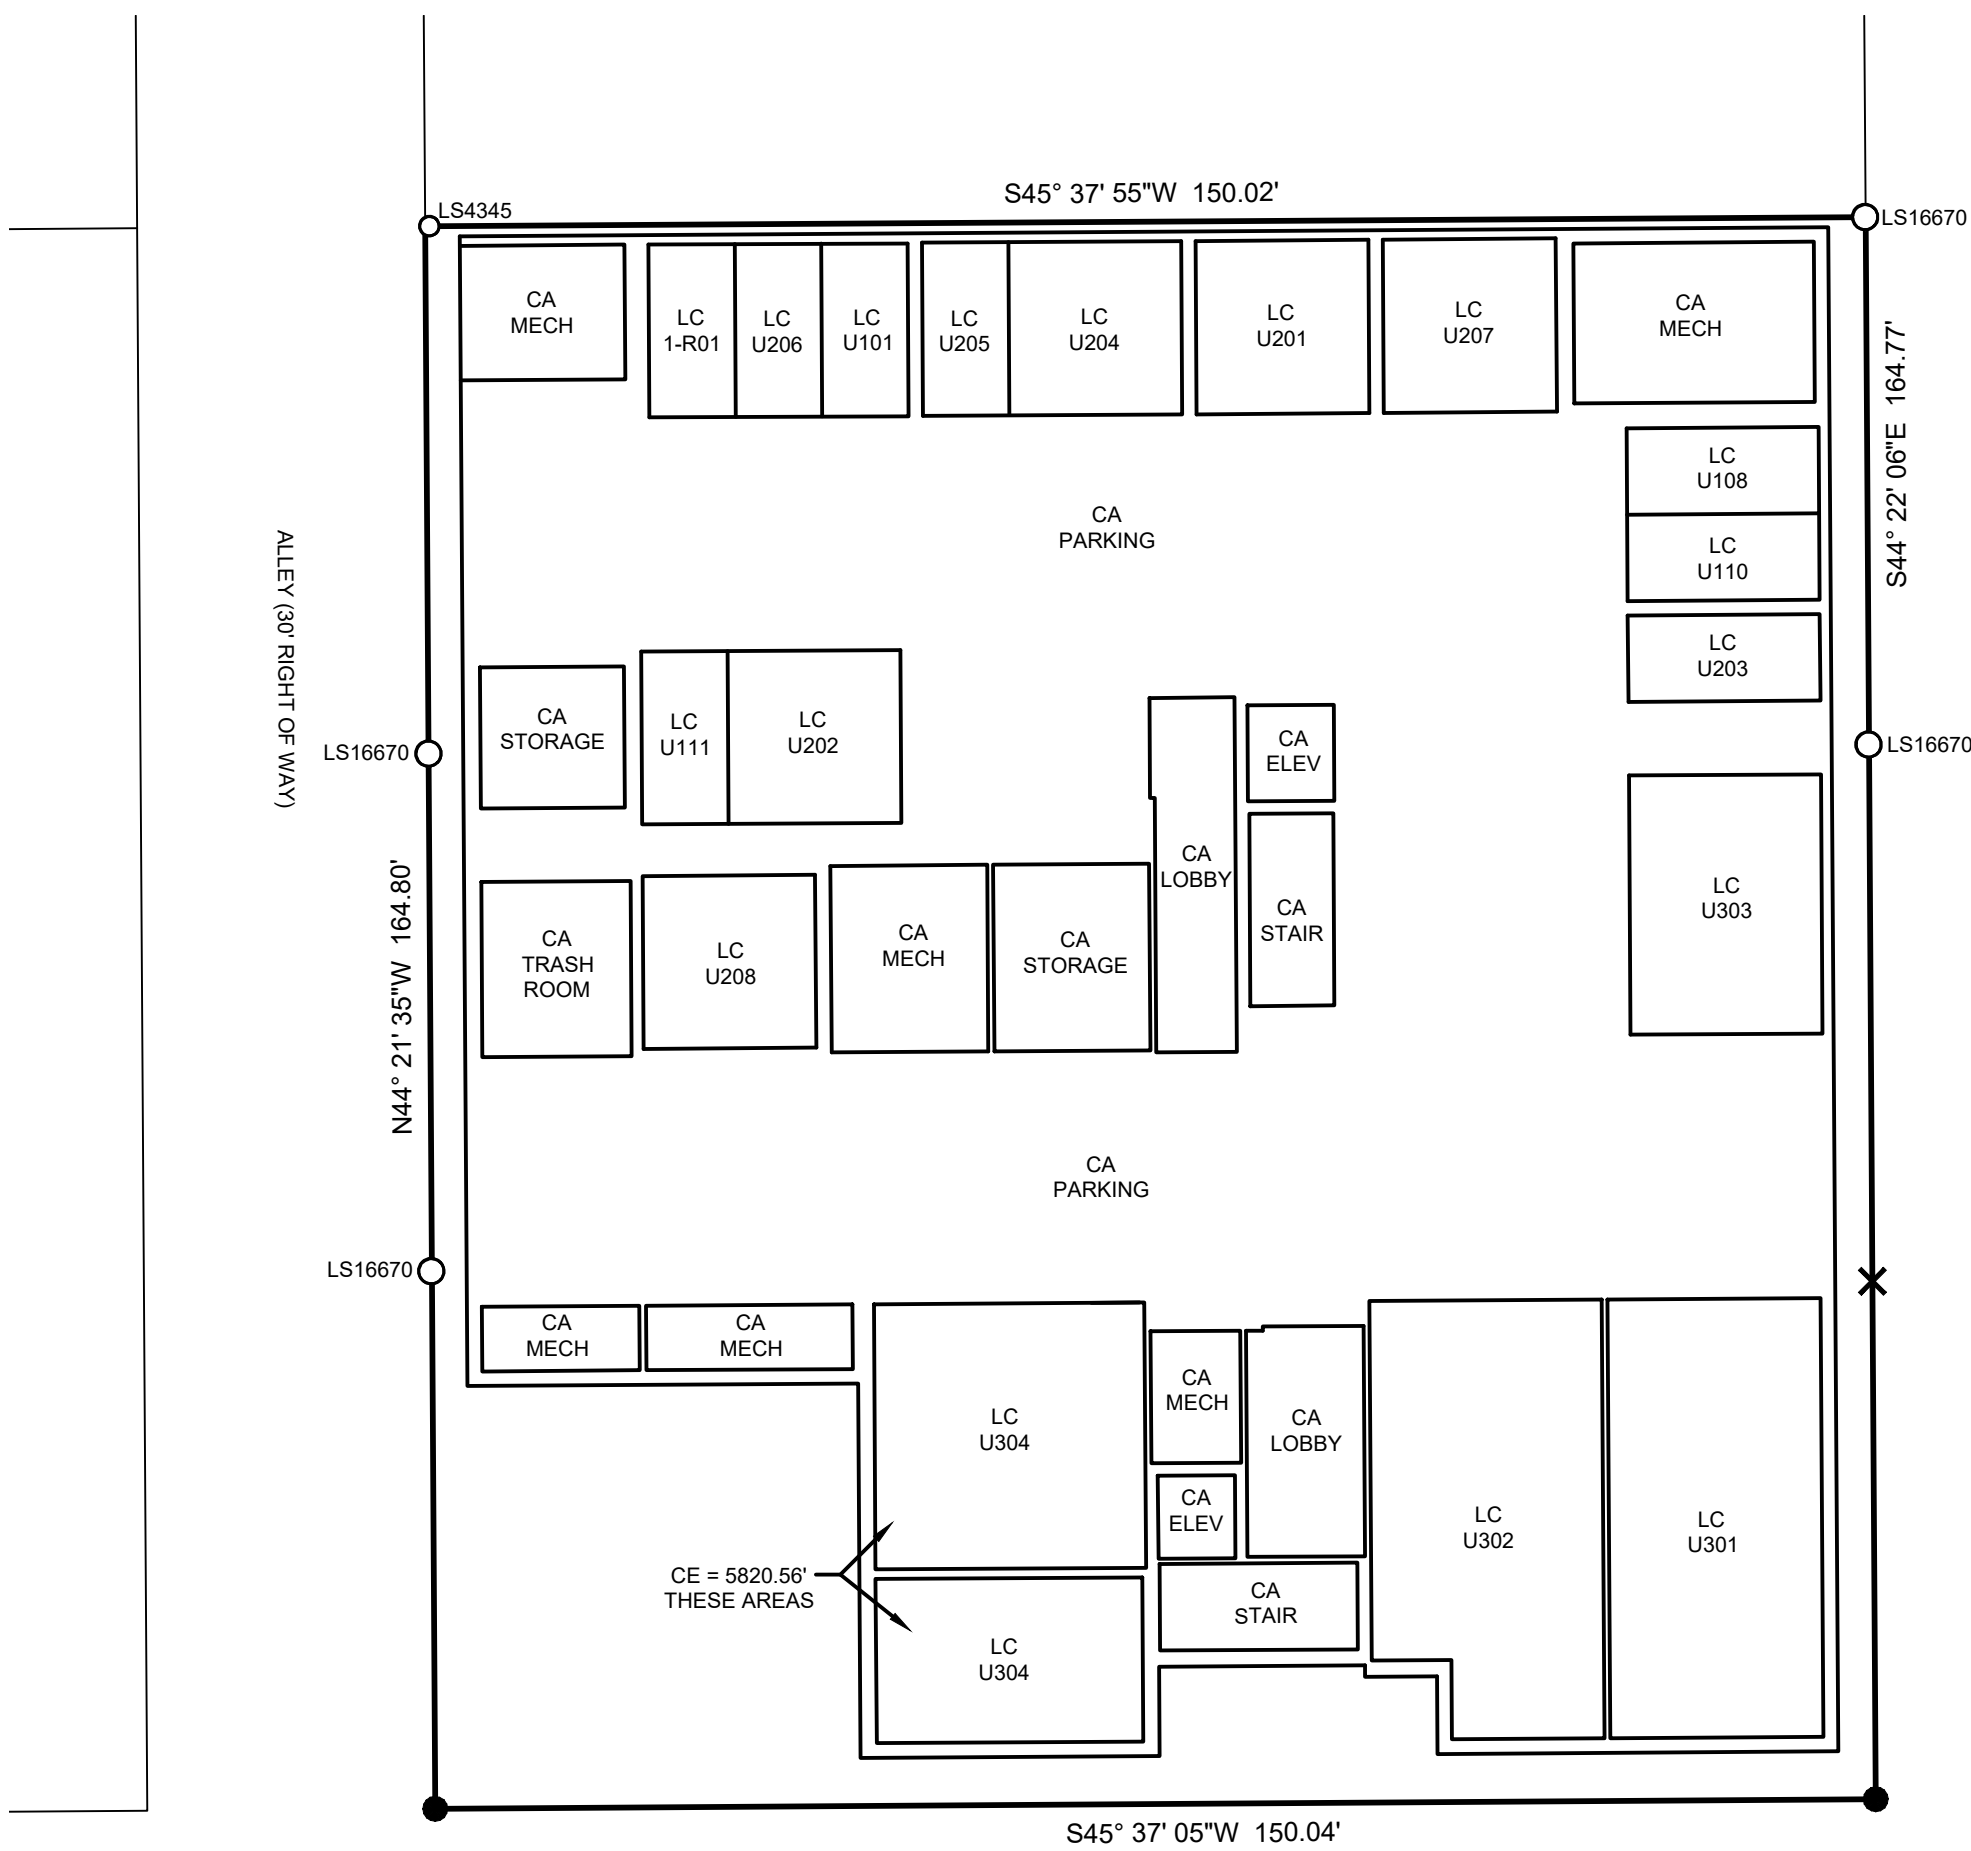 S45° 37' 55"W 150.02'
LS4345
LS16670
CA
MECH
LC
1-R01
LC
U206
LC
U101
LC
U205
LC
U204
LC
U201
LC
U207
CA
MECH
S44° 22' 06"E 164.77'
LC
U108
CA
PARKING
LC
U110
ALLEY (30' RIGHT OF WAY)
LC
U203
CA
STORAGE
LC
U111
LC
U202
CA
ELEV
LS16670
LS16670
CA
LOBBY
CA
STAIR
LC
U303
N44° 21' 35"W 164.80'
CA
TRASH
ROOM
LC
U208
CA
MECH
CA
STORAGE
CA
PARKING
LS16670
CA
MECH
CA
MECH
LC
U304
CA
MECH
CA
LOBBY
CA
ELEV
LC
U302
LC
U301
CE = 5820.56'
THESE AREAS
CA
STAIR
LC
U304
S45° 37' 05"W 150.04'